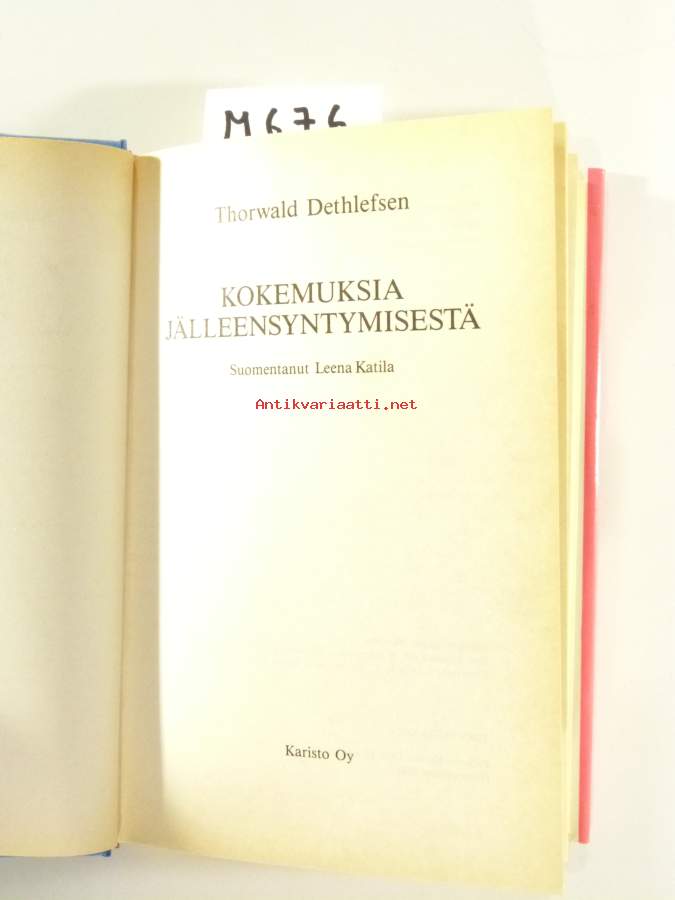 M676
Thorwald Dethlefsen
KOKEMUKSIA
JÄLLEENSYNTYMISESTÄ
Suomentanut Leena Katila
Antikvariaatti.net
Karisto Oy